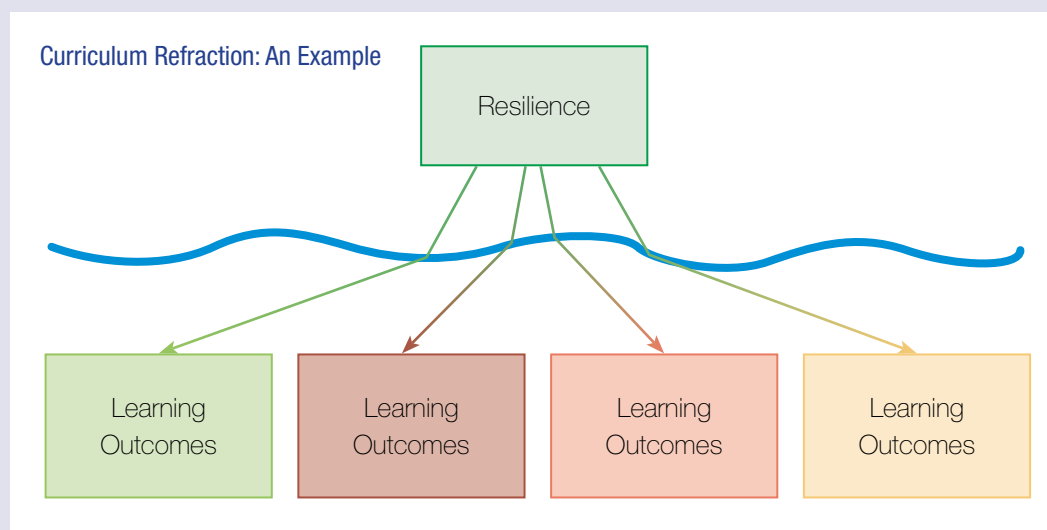 Curriculum Refraction: An Example
Resilience
Learning
Outcomes
Learning
Outcomes
Learning
Outcomes
Learning
Outcomes